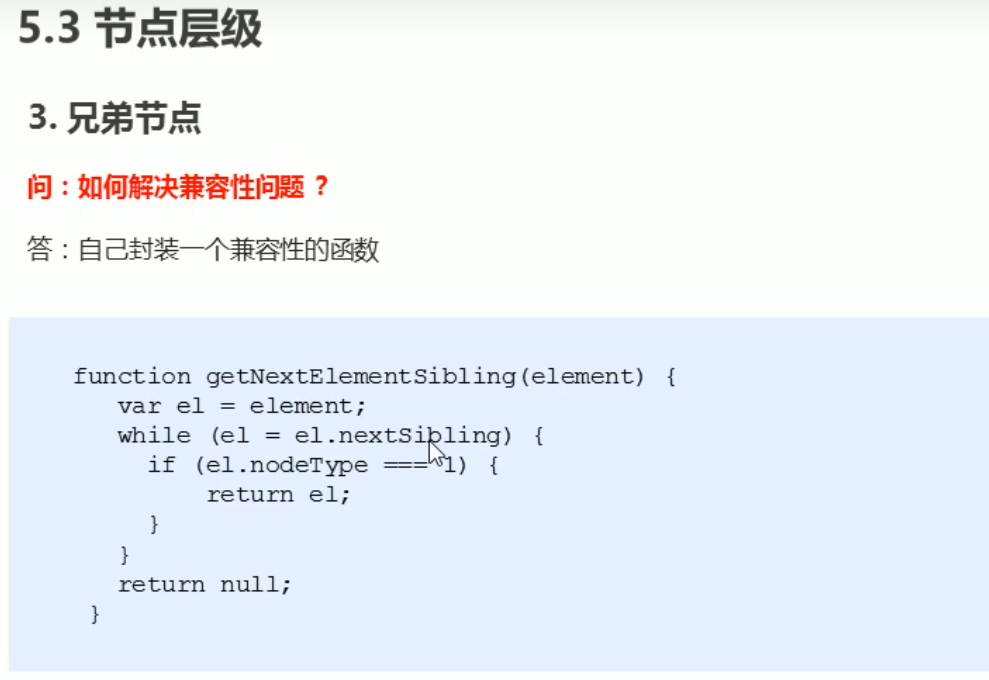 5.3 节点层级
3. 兄弟节点
问：如何解决兼容性问题？
答：自己封装一个兼容性的函数
function getNextElementSibling(element) {
var el = element;
while (el = el.nextSibling) {
if (el.nodeType === 1) {
return el;
}
}
return null;
}